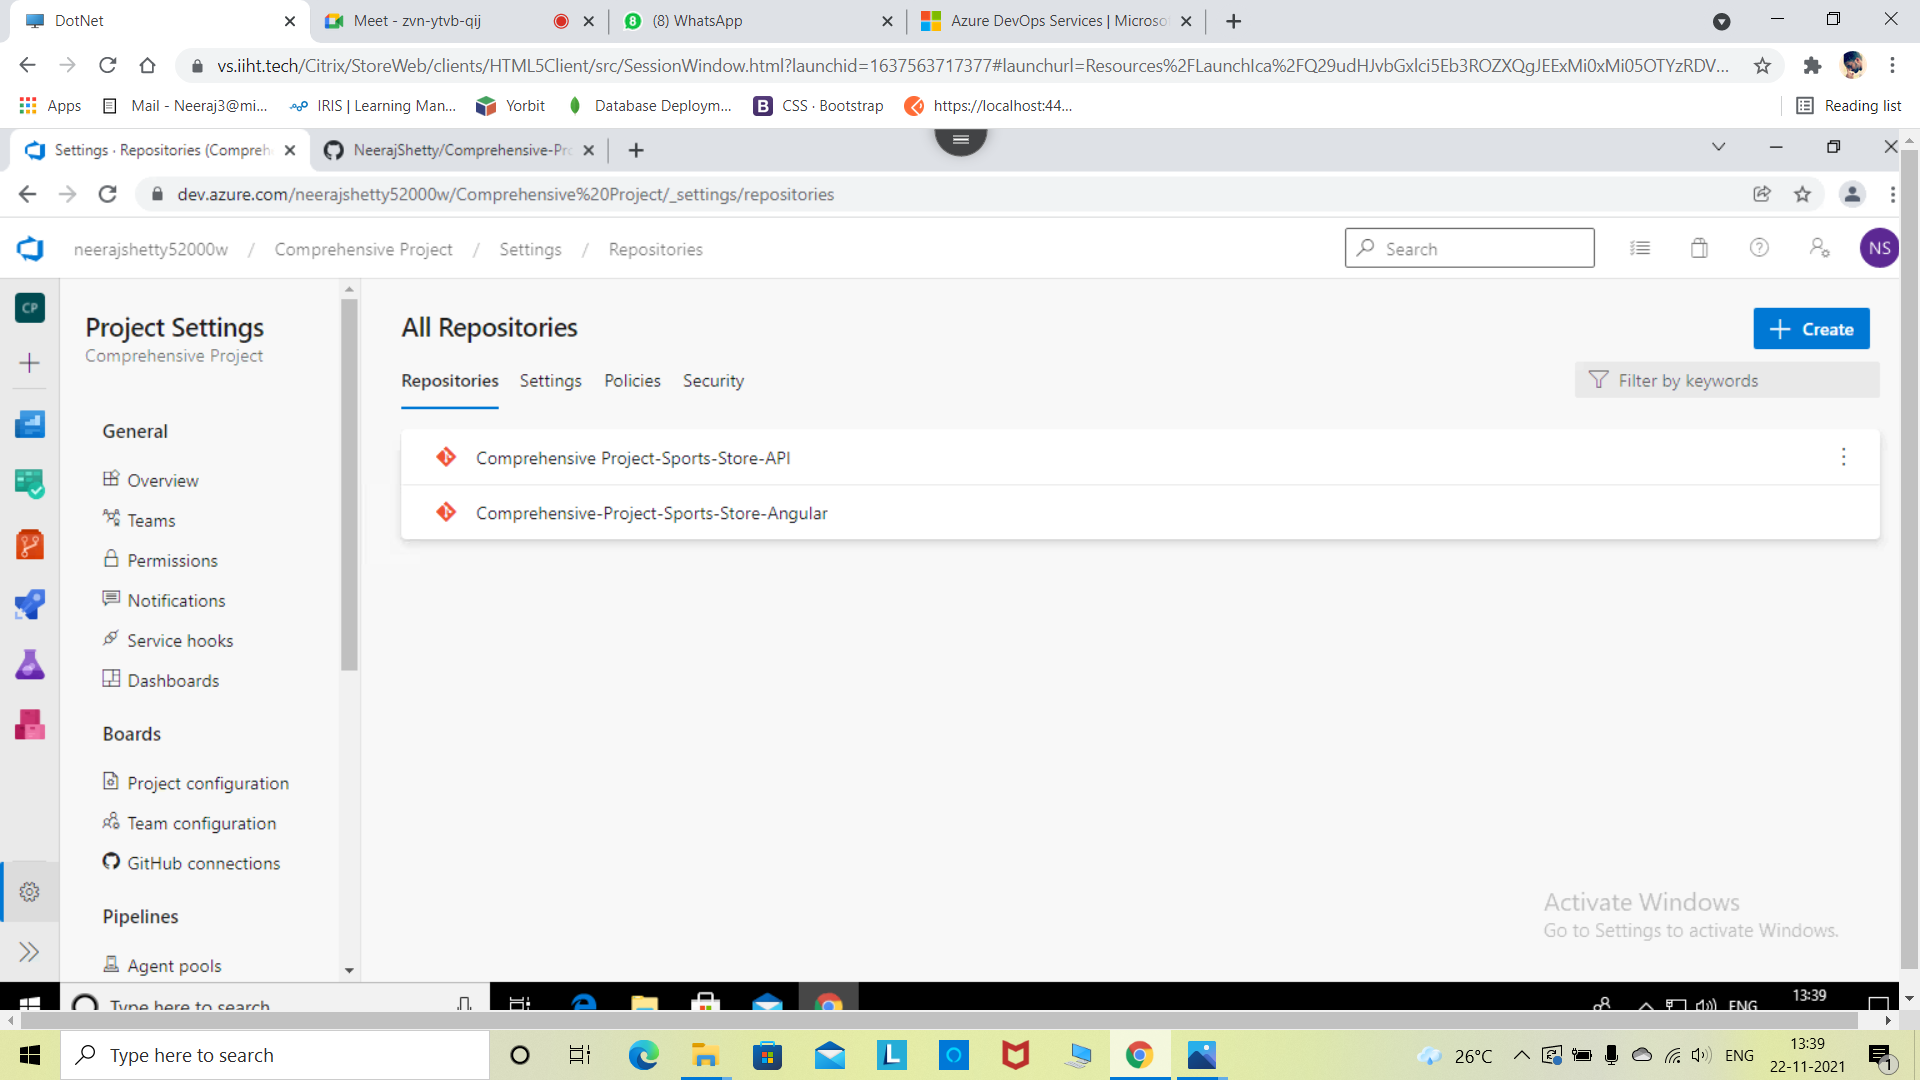 DotNet
Meet - zvn-ytvb-qij
8
(8) WhatsApp
Azure DevOps Services | Microso
vs.iiht.tech/Citrix/StoreWeb/clients/HTML5Client/src/SessionWindow.html?launchid=1637563717377#launchurl=Resources%2FLaunchIca%2FQ29udHJvbGxlci5Eb3ROZXQgJEExMi0xMi05OTYzRDV...
Apps
Mail - Neeraj3@mi...
IRIS | Learning Man...
Yorbit
Database Deploym...
B
CSS · Bootstrap
https://localhost:44...
Reading list
Settings · Repositories (Compreh
NeerajShetty/Comprehensive-Pro
dev.azure.com/neerajshetty52000w/Comprehensive%20Project/_settings/repositories
neerajshetty52000w / Comprehensive Project / Settings / Repositories
Search
NS
CP
Project Settings
Comprehensive Project
General
Overview
Teams
Permissions
Notifications
Service hooks
Dashboards
Boards
Project configuration
Team configuration
GitHub connections
Pipelines
Agent pools
All Repositories
Create
Repositories
Settings
Policies
Security
Filter by keywords
Comprehensive Project-Sports-Store-API
Comprehensive-Project-Sports-Store-Angular
Activate Windows
Go to Settings to activate Windows.
Type here to search
ENG
13:39
Type here to search
L
26°C
ENG
13:39
22-11-2021
1